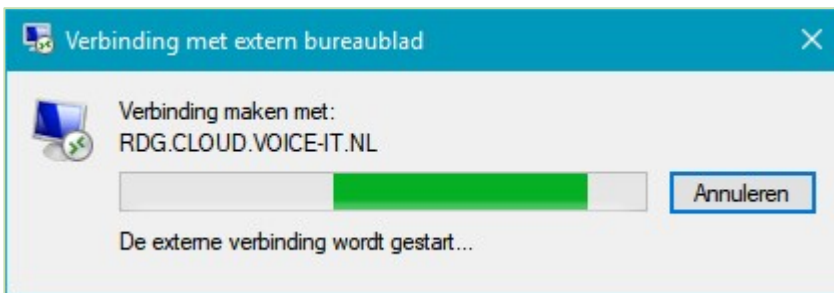 Verbinding met extern bureaublad
Verbinding maken met:
RDG.CLOUD.VOICE-IT.NL
Annuleren
De externe verbinding wordt gestart...